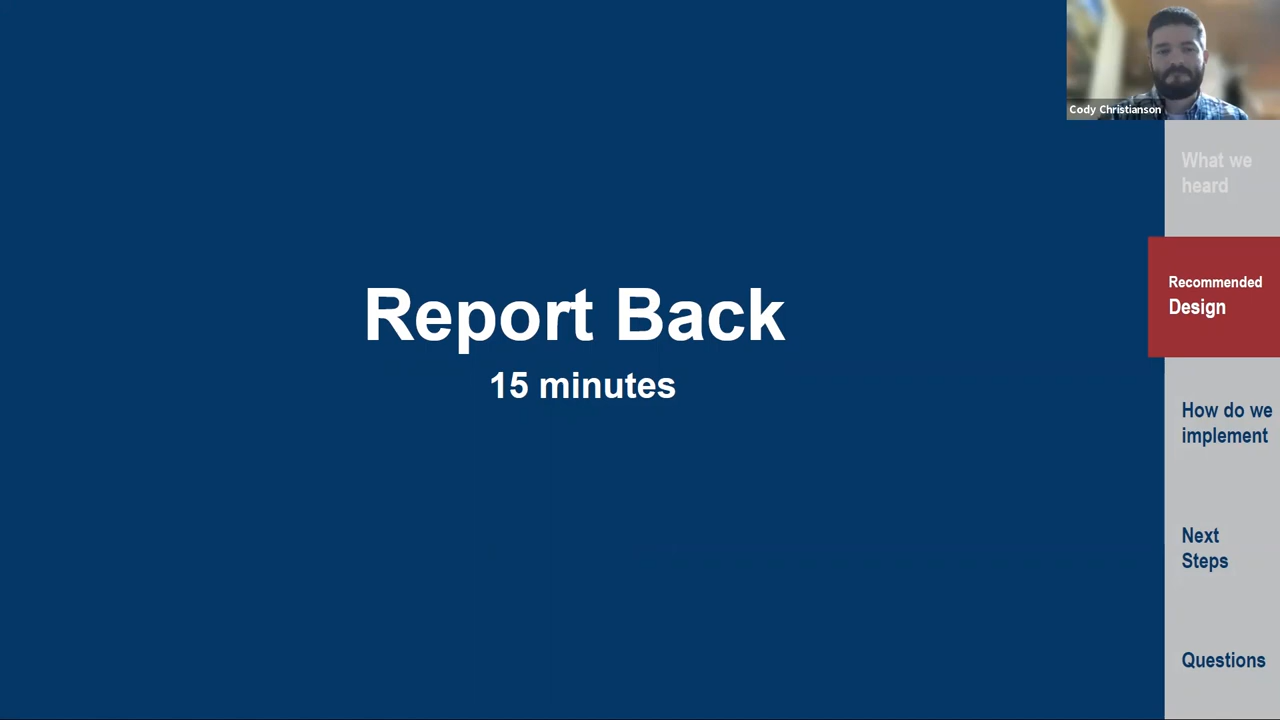 Report Back
15 minutes
Cody Christianson
What we
heard
Recommended
Design
How do we
implement
Next
Steps
Questions